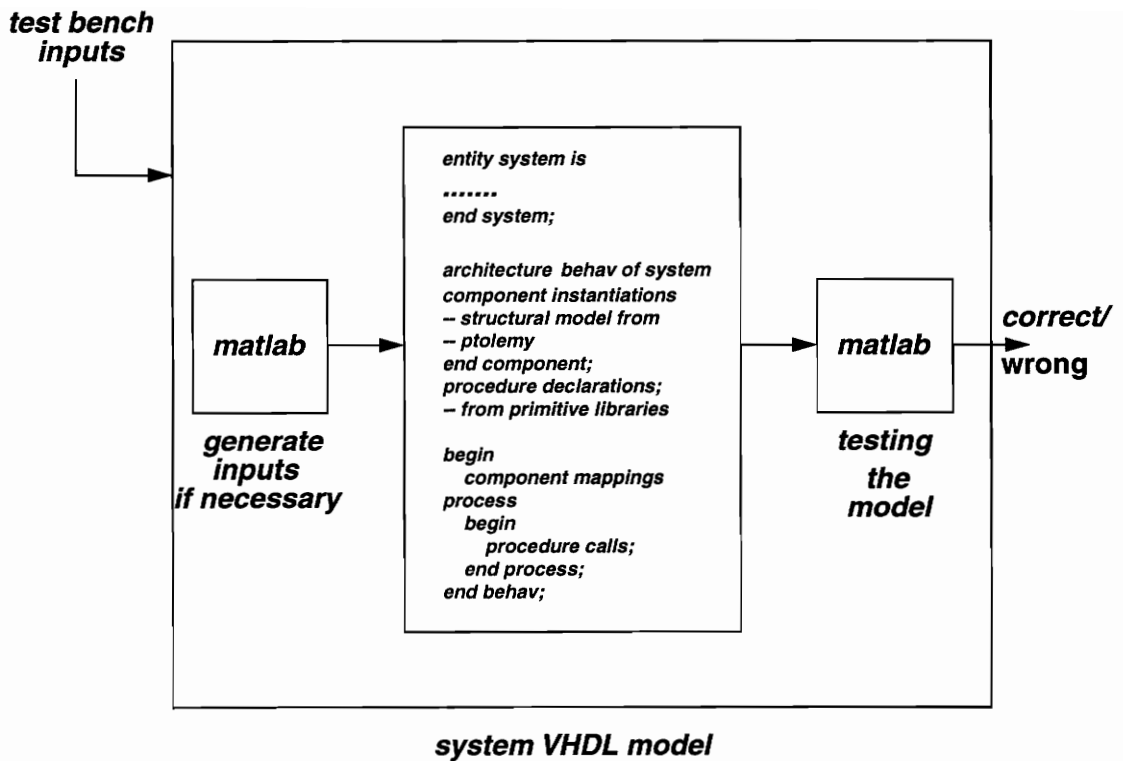 test bench
inputs
entity system is
.......
end system;
architecture behav of system
component instantiations
-- structural model from
-- ptolemy
end component;
procedure declarations;
-- from primitive libraries
begin
component mappings
process
begin
procedure calls;
end process;
end behav;
matlab
generate
inputs
if necessary
matlab
testing
the
model
correct/
wrong
system VHDL model